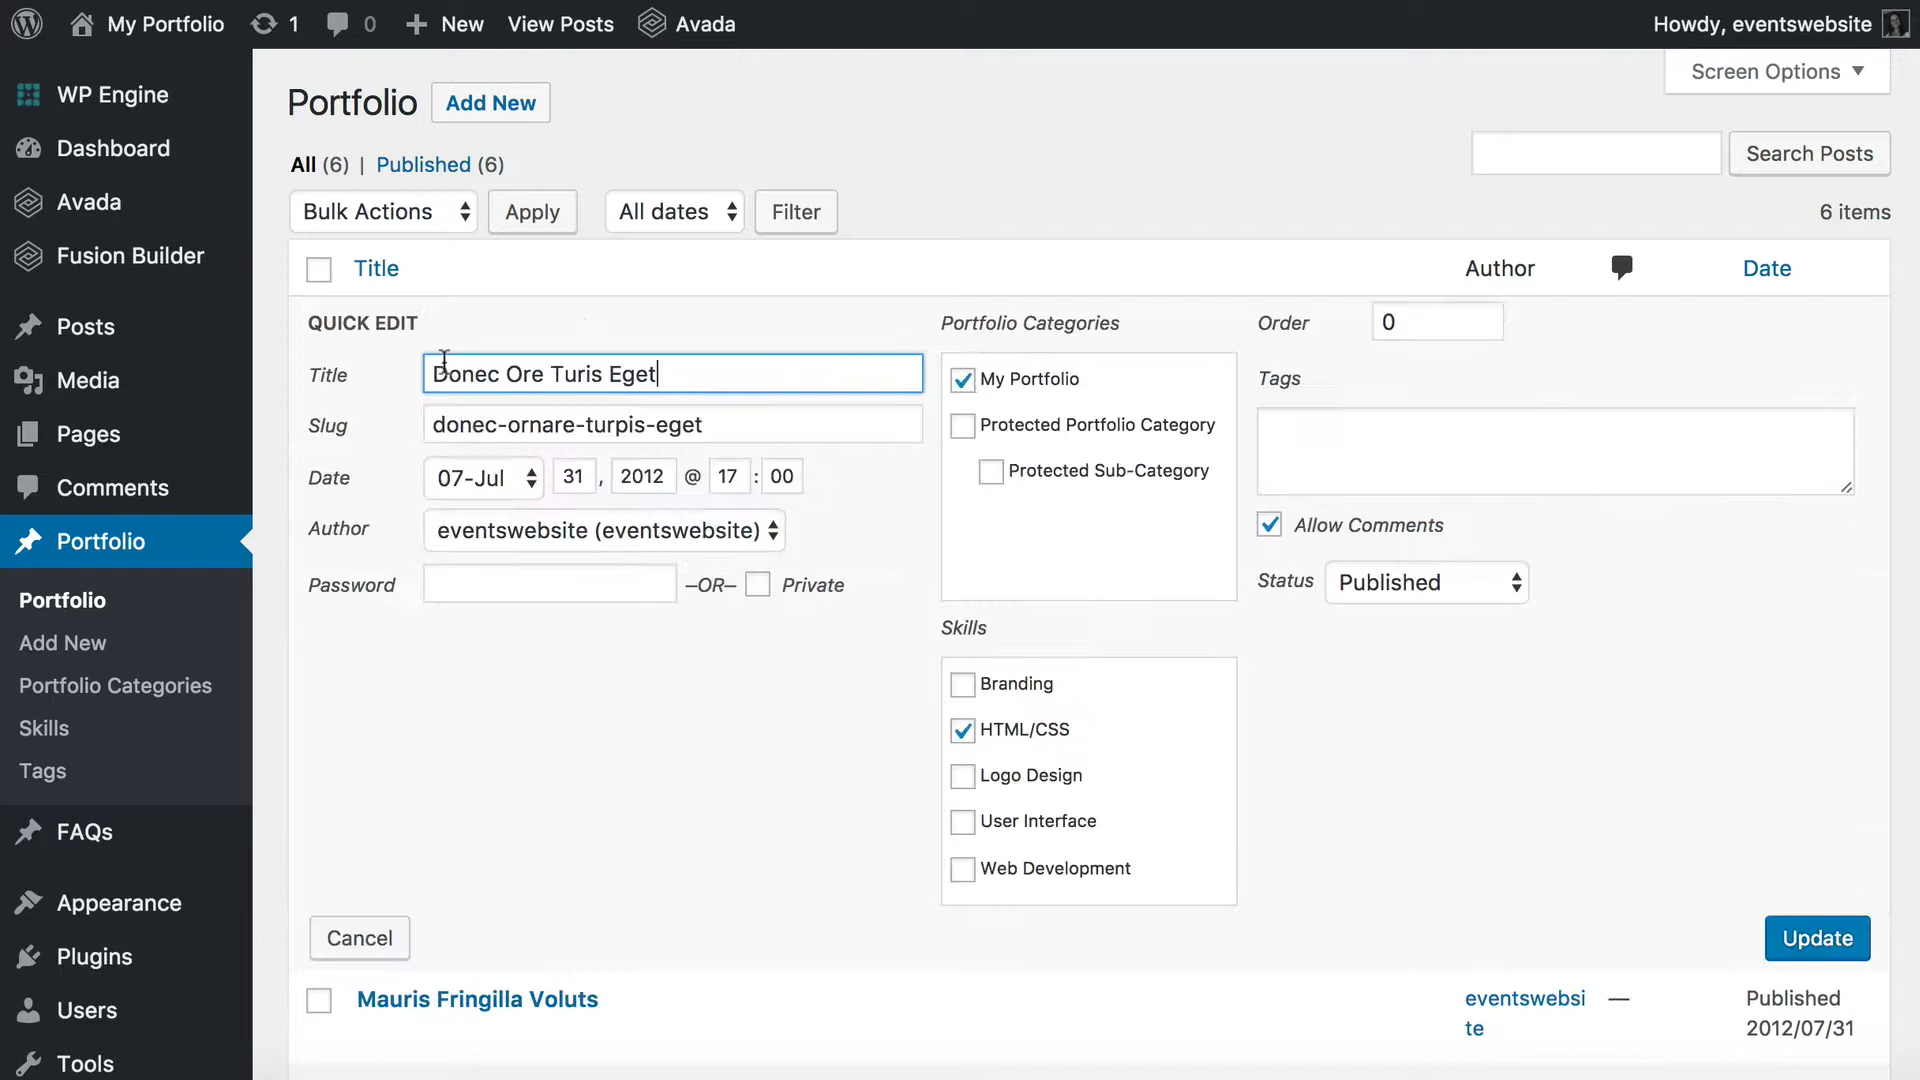 My Portfolio 1 0 New View Posts Avada Howdy, eventswebsite
WP Engine
Dashboard
Avada
Fusion Builder
Posts
Media
Pages
Comments
Portfolio
Portfolio
Add New
Portfolio Categories
Skills
Tags
FAQs
Appearance
Plugins
Users
Tools
Screen Options
Portfolio Add New
All (6) | Published (6)
Search Posts
Bulk Actions Apply All dates Filter 6 items
Title Author Date
QUICK EDIT
Title Donec Ore Turis Eget
Slug donec-ornare-turpis-eget
Date 07-Jul 31 , 2012 @ 17 : 00
Author eventswebsite (eventswebsite)
Password –OR– Private
Portfolio Categories
My Portfolio
Protected Portfolio Category
Protected Sub-Category
Skills
Branding
HTML/CSS
Logo Design
User Interface
Web Development
Order 0
Tags
Allow Comments
Status Published
Cancel Update
Mauris Fringilla Voluts eventswebsi — Published
te 2012/07/31